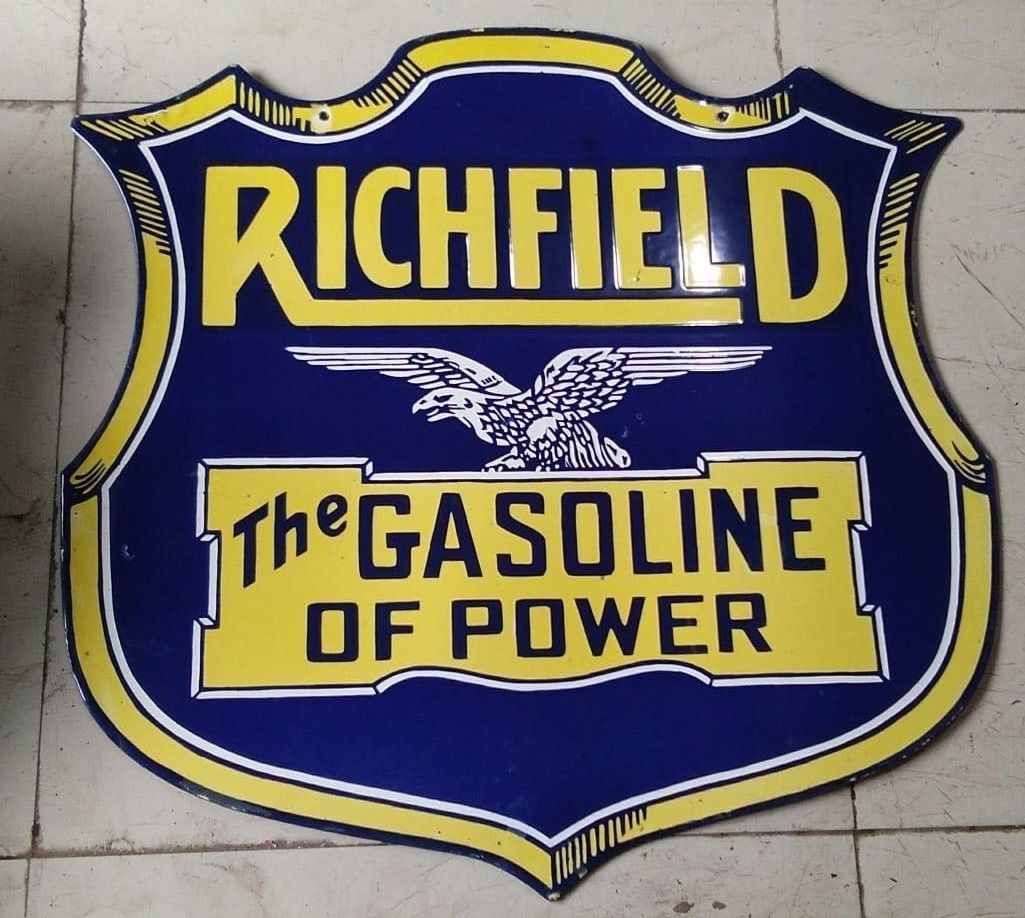 RICHFIELD
The GASOLINE
OF POWER